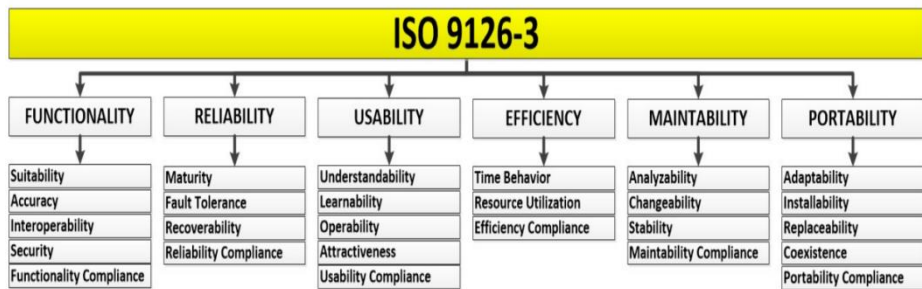 ISO 9126-3
FUNCTIONALITY
Suitability
Accuracy
Interoperability
Security
Functionality Compliance
RELIABILITY
Maturity
Fault Tolerance
Recoverability
Reliability Compliance
USABILITY
Understandability
Learnability
Operability
Attractiveness
Usability Compliance
EFFICIENCY
Time Behavior
Resource Utilization
Efficiency Compliance
MAINTABILITY
Analyzability
Changeability
Stability
Maintability Compliance
PORTABILITY
Adaptability
Installability
Replaceability
Coexistence
Portability Compliance